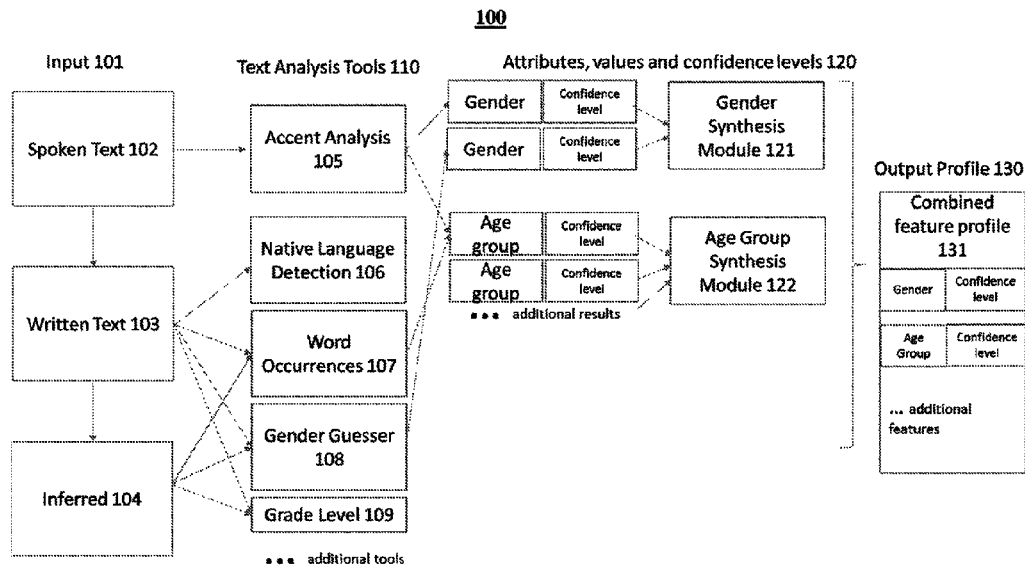 100
Input 101
Spoken Text 102
Written Text 103
Inferred 104
Text Analysis Tools 110
Accent Analysis
105
Native Language
Detection 106
Word
Occurrences 107
Gender Guesser
108
Grade Level 109
••• additional tools
Attributes, values and confidence levels 120
Gender
Confidence
level
Gender
Confidence
level
Age
group
Confidence
level
Age
group
Confidence
level
••• additional results
Gender
Synthesis
Module 121
Age Group
Synthesis
Module 122
Output Profile 130
Combined
feature profile
131
Gender
Confidence
level
Age
Group
Confidence
level
... additional
features